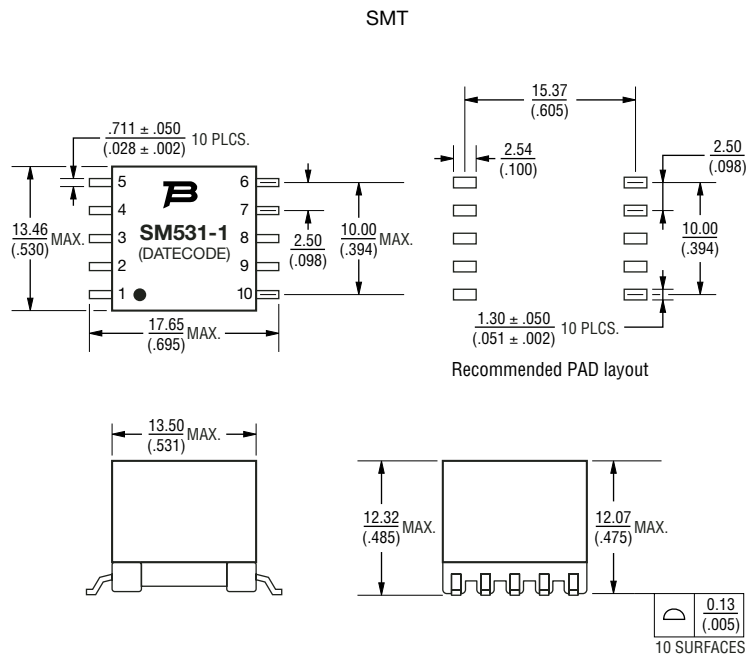 SMT
.711 ± .050
(.028 ± .002)
10 PLCS.
5
4
3
2
1
6
7
8
9
10
SM531-1
(DATECODE)
13.46
(.530)
MAX.
2.50
(.098)
10.00
(.394)
MAX.
17.65
(.695)
MAX.
15.37
(.605)
2.54
(.100)
2.50
(.098)
10.00
(.394)
1.30 ± .050
(.051 ± .002)
10 PLCS.
Recommended PAD layout
13.50
(.531)
MAX.
12.32
(.485)
MAX.
12.07
(.475)
MAX.
0.13
(.005)
10 SURFACES